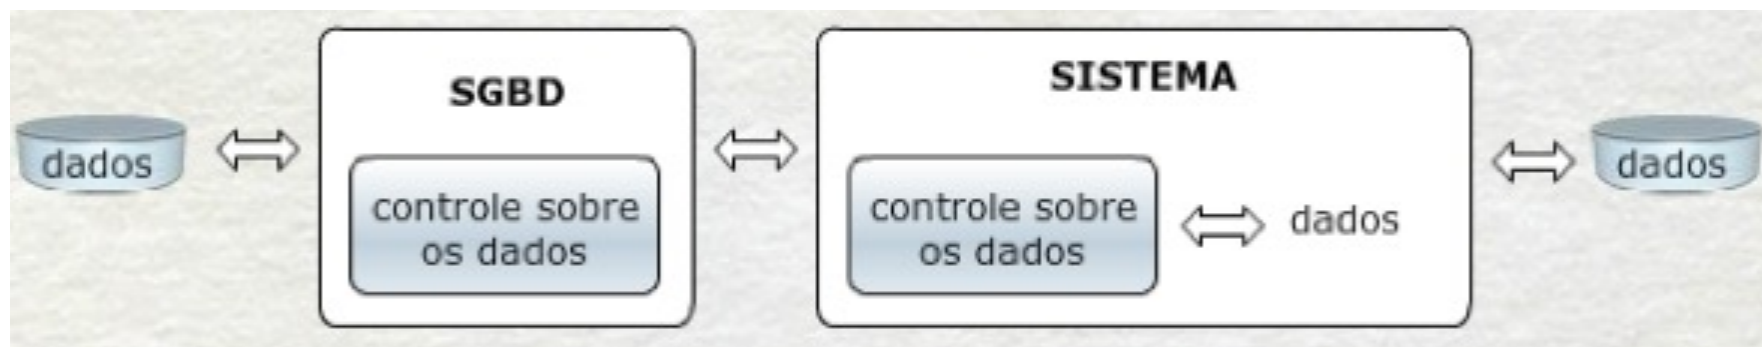 dados
SGBD
controle sobre
os dados
SISTEMA
controle sobre
os dados
dados
dados